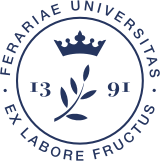 · FERARIAE UNIVERSITAS ·
13 91
EX LABORE FRUCTUS